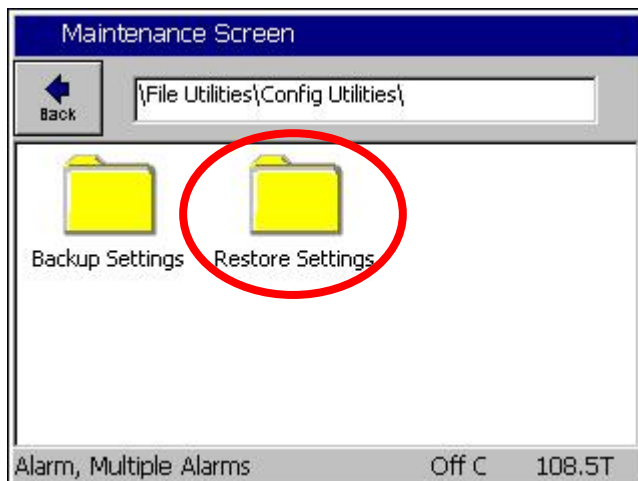 Maintenance Screen
Back
\File Utilities\Config Utilities\
Backup Settings
Restore Settings
Alarm, Multiple Alarms
Off C
108.5T